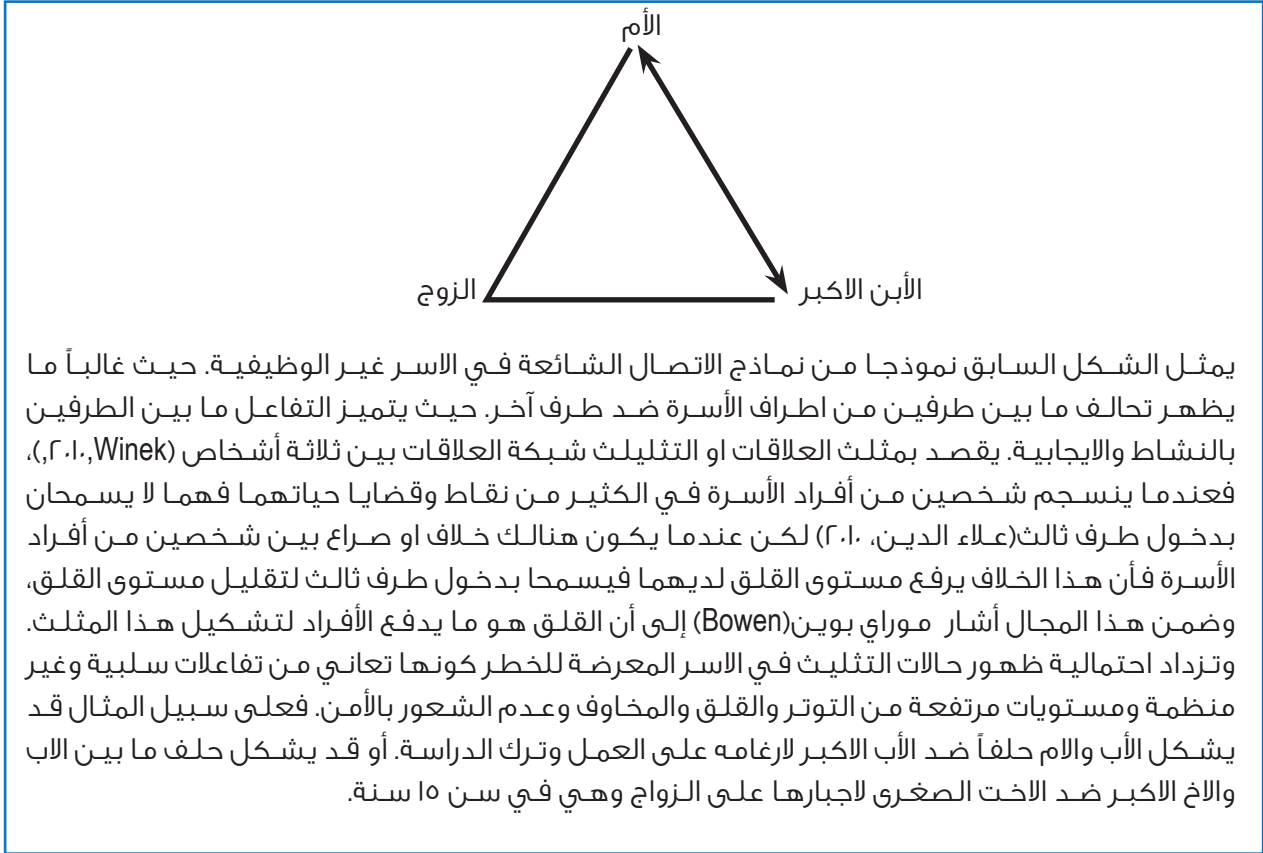 الأم
الزوج
الأبن الاكبر
يمثل الشكل السابق نموذجا من نماذج الاتصال الشائعة في الاسر غير الوظيفية. حيث غالباً ما
يظهر تحالف ما بين طرفين من اطراف الأسرة ضد طرف آخر. حيث يتميز التفاعل ما بين الطرفين
بالنشاط والايجابية. يقصد بمثلث العلاقات او التثليلث شبكة العلاقات بين ثلاثة أشخاص (Winek,٢٠١٠,)،
فعندما ينسجم شخصين من أفراد الأسرة في الكثير من نقاط وقضايا حياتهما فهما لا يسمحان
بدخول طرف ثالث(علاء الدين، ٢٠١٠) لكن عندما يكون هنالك خلاف او صراع بين شخصين من أفراد
الأسرة فأن هذا الخلاف يرفع مستوى القلق لديهما فيسمحا بدخول طرف ثالث لتقليل مستوى القلق،
وضمن هذا المجال أشار موراي بوين(Bowen) إلى أن القلق هو ما يدفع الأفراد لتشكيل هذا المثلث.
وتزداد احتمالية ظهور حالات التثليث في الاسر المعرضة للخطر كونها تعاني من تفاعلات سلبية وغير
منظمة ومستويات مرتفعة من التوتر والقلق والمخاوف وعدم الشعور بالأمن. فعلى سبيل المثال قد
يشكل الأب والام حلفاً ضد الأب الاكبر لارغامه على العمل وترك الدراسة. أو قد يشكل حلف ما بين الاب
والاخ الاكبر ضد الاخت الصغرى لاجبارها على الزواج وهي في سن ١٥ سنة.